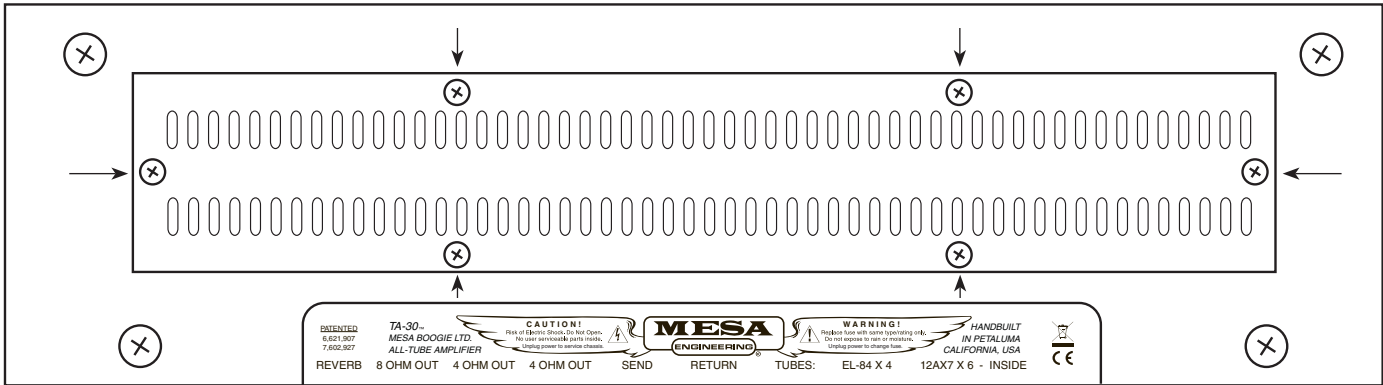 PATENTED
6,621,907
7,602,927
TA-30™
MESA BOOGIE LTD.
ALL-TUBE AMPLIFIER
CAUTION!
Risk of Electric Shock. Do Not Open.
No user serviceable parts inside.
Unplug power to service chassis.
MESA
ENGINEERING®
WARNING!
Replace fuse with same type/rating only.
Do not expose to rain or moisture.
Unplug power to change fuse.
HANDBUILT
IN PETALUMA
CALIFORNIA, USA
CE
REVERB 8 OHM OUT 4 OHM OUT 4 OHM OUT SEND RETURN TUBES: EL-84 X 4 12AX7 X 6 - INSIDE